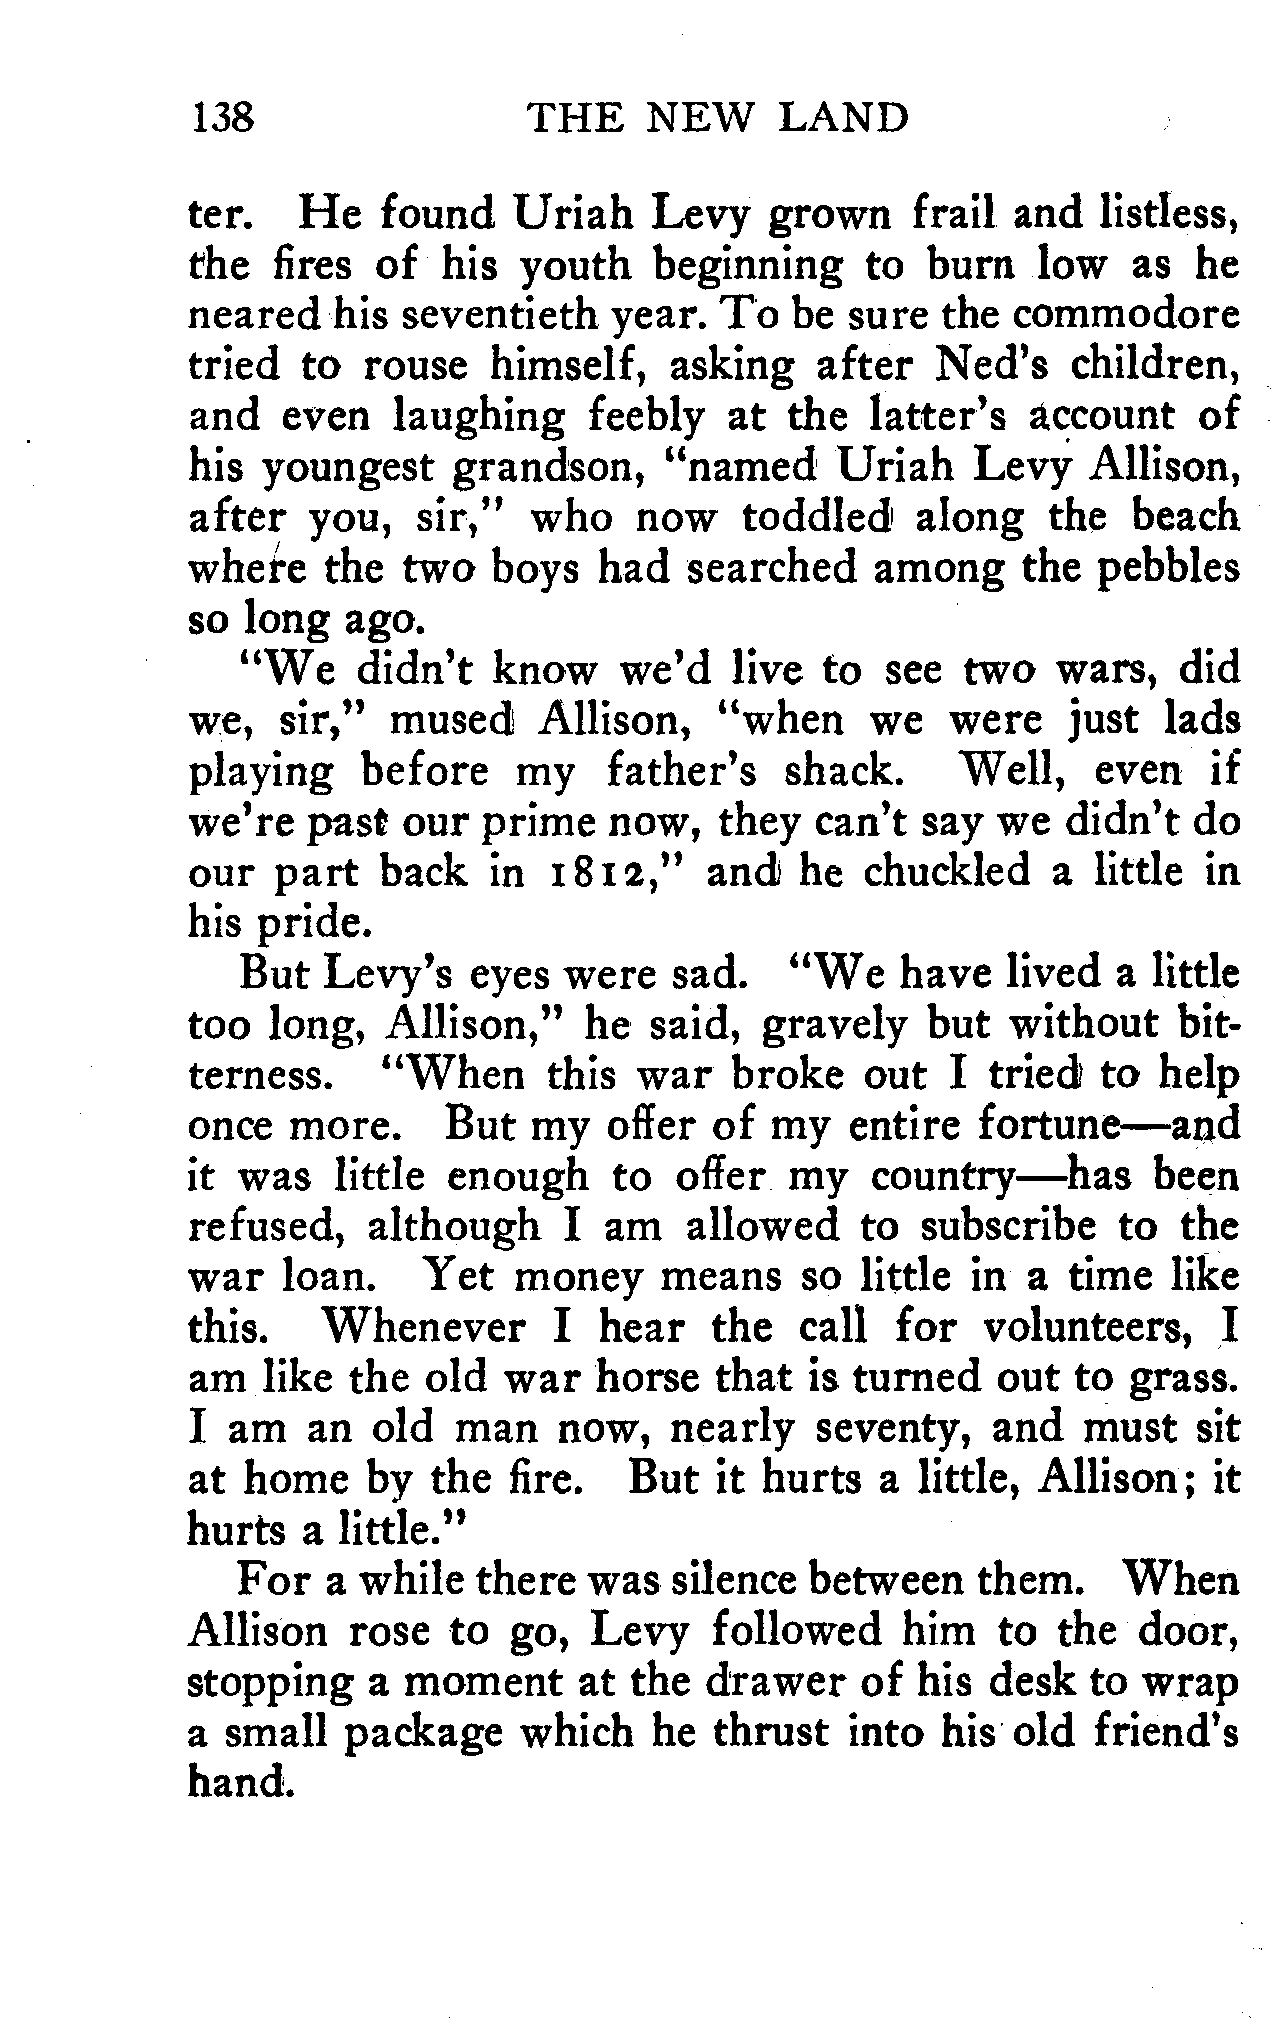 138 THE NEW LAND
ter. He found Uriah Levy grown frail and listless,
the fires of his youth beginning to burn low as he
neared his seventieth year. To be sure the commodore
tried to rouse himself, asking after Ned's children,
and even laughing feebly at the latter's account of
his youngest grandson, "named Uriah Levy Allison,
after you, sir," who now toddled along the beach
where the two boys had searched among the pebbles
so long ago.
"We didn't know we'd live to see two wars, did
we, sir," mused Allison, "when we were just lads
playing before my father's shack. Well, even if
we're past our prime now, they can't say we didn't do
our part back in 1812," and he chuckled a little in
his pride.
But Levy's eyes were sad. "We have lived a little
too long, Allison," he said, gravely but without bit-
terness. "When this war broke out I tried to help
once more. But my offer of my entire fortune—and
it was little enough to offer my country—has been
refused, although I am allowed to subscribe to the
war loan. Yet money means so little in a time like
this. Whenever I hear the call for volunteers, I
am like the old war horse that is turned out to grass.
I am an old man now, nearly seventy, and must sit
at home by the fire. But it hurts a little, Allison; it
hurts a little."
For a while there was silence between them. When
Allison rose to go, Levy followed him to the door,
stopping a moment at the drawer of his desk to wrap
a small package which he thrust into his old friend's
hand.